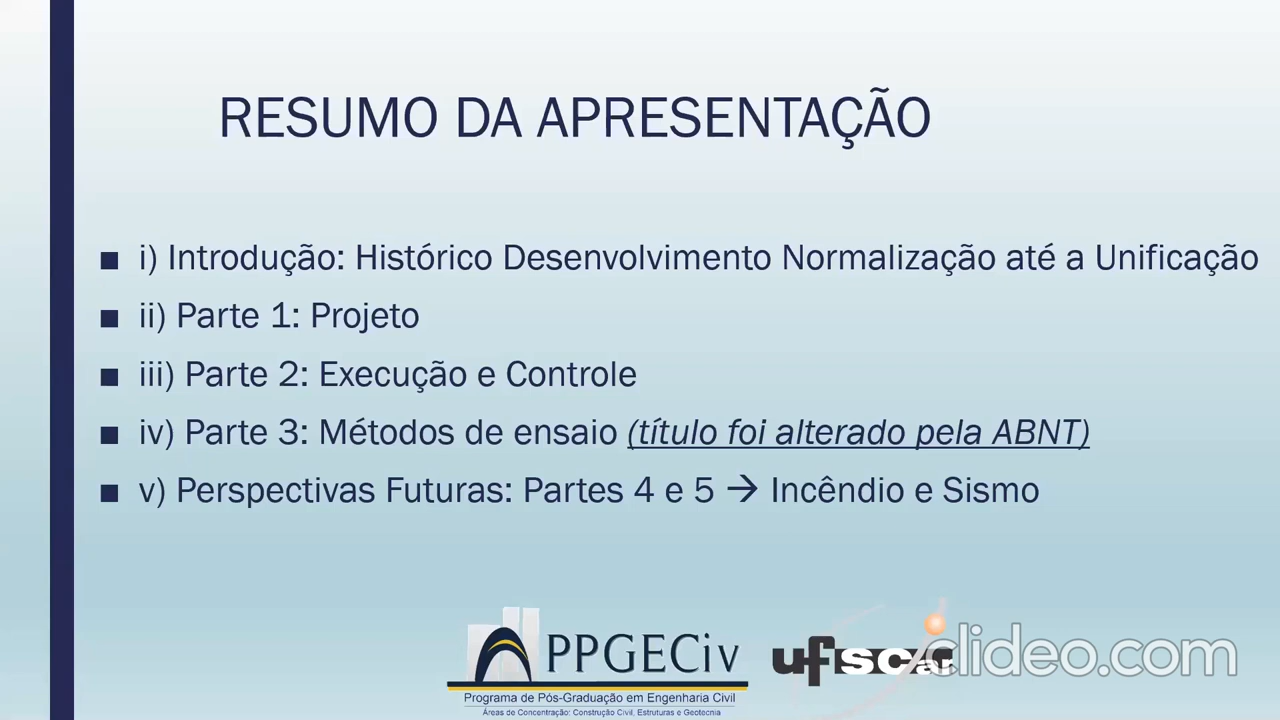 RESUMO DA APRESENTAÇÃO
■ i) Introdução: Histórico Desenvolvimento Normalização até a Unificação
■ ii) Parte 1: Projeto
■ iii) Parte 2: Execução e Controle
■ iv) Parte 3: Métodos de ensaio (título foi alterado pela ABNT)
■ v) Perspectivas Futuras: Partes 4 e 5 → Incêndio e Sismo
PPGECiv
Programa de Pós-Graduação em Engenharia Civil
Áreas de Concentração: Construção Civil, Estruturas e Geotecnia
ufscar
clideo.com